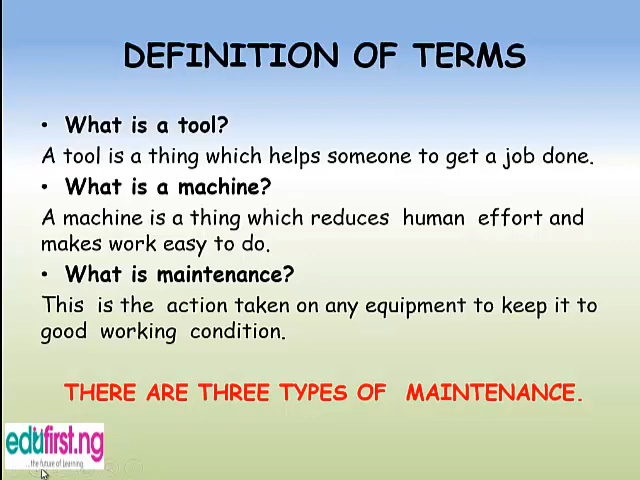 DEFINITION OF TERMS
• What is a tool?
A tool is a thing which helps someone to get a job done.
• What is a machine?
A machine is a thing which reduces human effort and
makes work easy to do.
• What is maintenance?
This is the action taken on any equipment to keep it to
good working condition.
THERE ARE THREE TYPES OF MAINTENANCE.
edufirst.ng
...the future of Learning